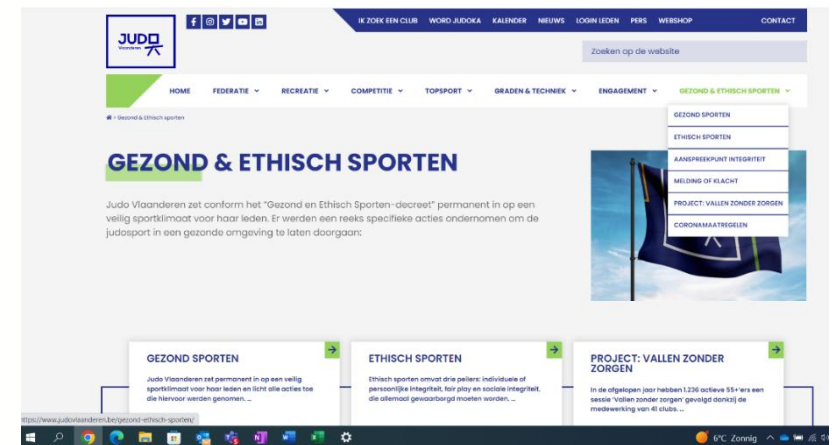 JUDO
Vlaanderen
IK ZOEK EEN CLUB WORD JUDOKA KALENDER NIEUWS LOGIN LEDEN PERS WEBSHOP CONTACT
Zoeken op de website
HOME FEDERATIE RECREATIE COMPETITIE TOPSPORT GRADEN & TECHNIEK ENGAGEMENT GEZOND & ETHISCH SPORTEN
> Gezond & Ethisch sporten
GEZOND SPORTEN
ETHISCH SPORTEN
AANSPREEKPUNT INTEGRITEIT
MELDING OF KLACHT
PROJECT: VALLEN ZONDER ZORGEN
CORONAMAATREGELEN
GEZOND & ETHISCH SPORTEN
Judo Vlaanderen zet conform het "Gezond en Ethisch Sporten-decreet" permanent in op een
veilig sportklimaat voor haar leden. Er werden een reeks specifieke acties ondernomen om de
judosport in een gezonde omgeving te laten doorgaan:
GEZOND SPORTEN
Judo Vlaanderen zet permanent in op een veilig
sportklimaat voor haar leden en licht alle acties toe
die hiervoor werden genomen. ...
ETHISCH SPORTEN
Ethisch sporten omvat drie peilers: individuele of
persoonlijke integriteit, fair play en sociale integriteit,
die allemaal gewaarborgd moeten worden. ...
PROJECT: VALLEN ZONDER
ZORGEN
In de afgelopen jaar hebben 1.236 actieve 55+'ers een
sessie 'Vallen zonder zorgen' gevolgd dankzij de
medewerking van 41 clubs. ...
https://www.judovlaanderen.be/gezond-ethisch-sporten/
6°C Zonnig